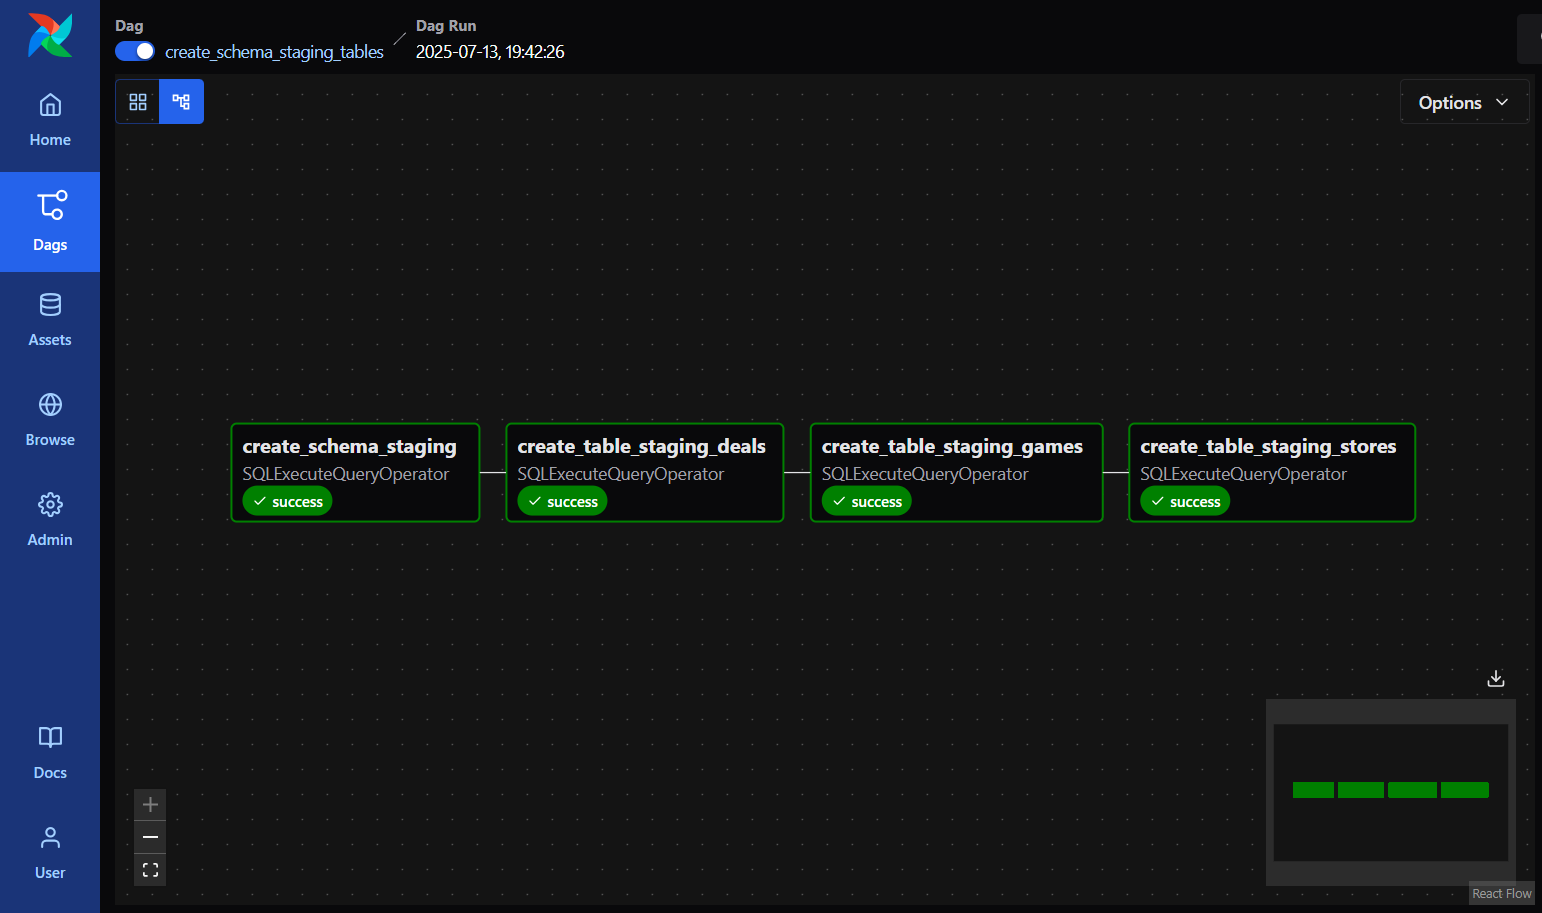 Dag
create_schema_staging_tables
Dag Run
2025-07-13, 19:42:26
Home
Dags
Assets
Browse
Admin
Docs
User
Options
create_schema_staging
SQLExecuteQueryOperator
success
create_table_staging_deals
SQLExecuteQueryOperator
success
create_table_staging_games
SQLExecuteQueryOperator
success
create_table_staging_stores
SQLExecuteQueryOperator
success
React Flow